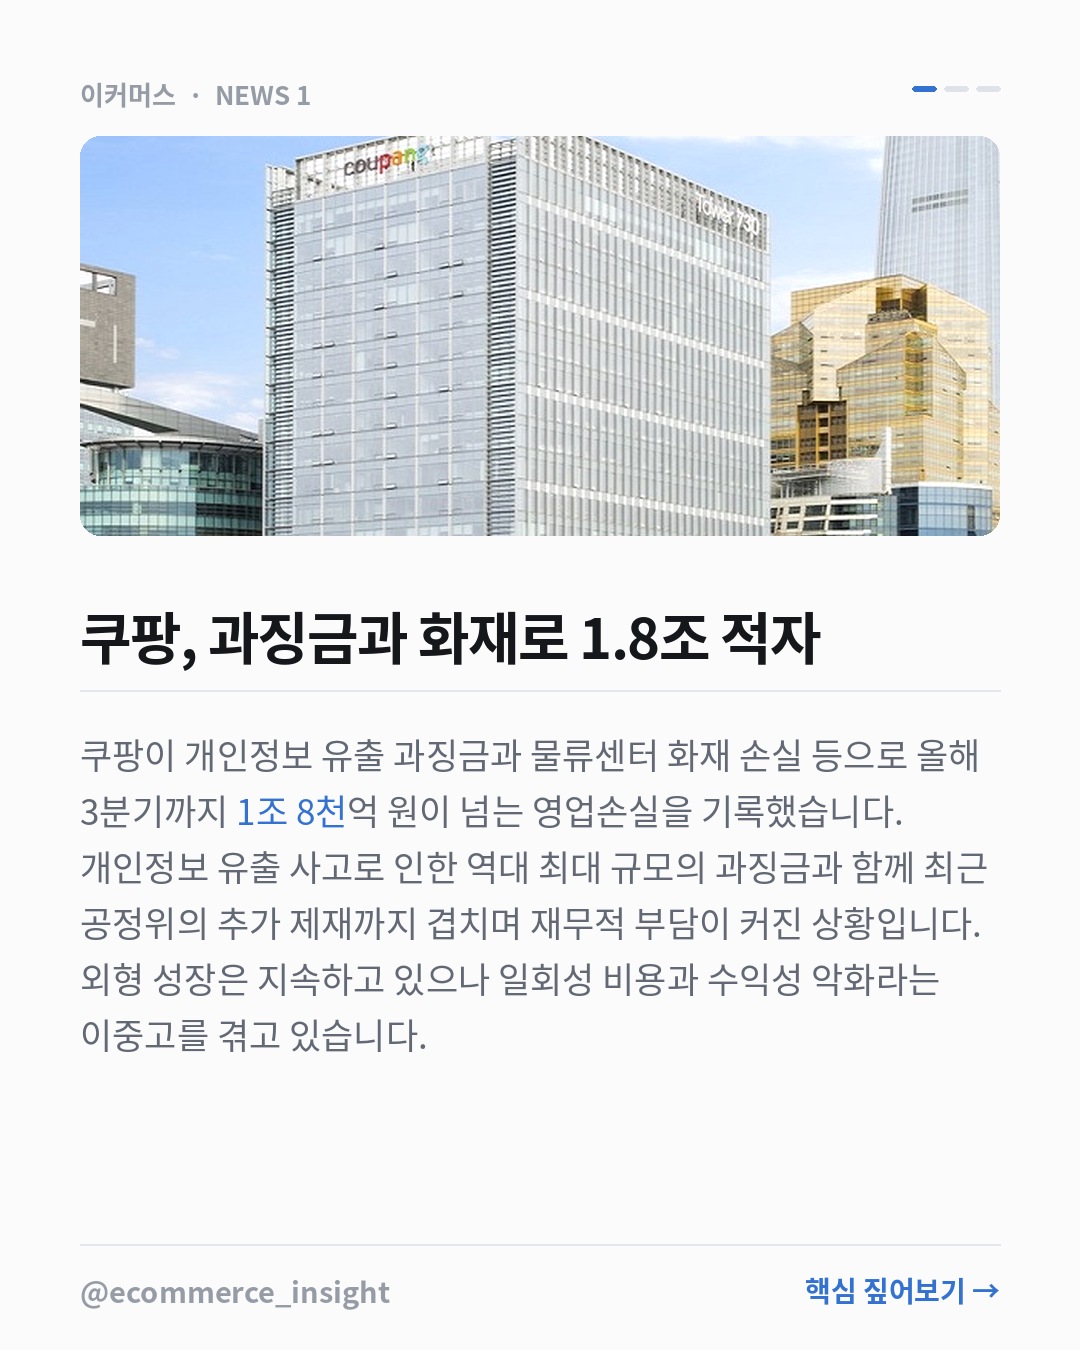 이커머스 · NEWS 1
coupang
Tower 730
쿠팡, 과징금과 화재로 1.8조 적자
쿠팡이 개인정보 유출 과징금과 물류센터 화재 손실 등으로 올해
3분기까지 1조 8천억 원이 넘는 영업손실을 기록했습니다.
개인정보 유출 사고로 인한 역대 최대 규모의 과징금과 함께 최근
공정위의 추가 제재까지 겹치며 재무적 부담이 커진 상황입니다.
외형 성장은 지속하고 있으나 일회성 비용과 수익성 악화라는
이중고를 겪고 있습니다.
@ecommerce_insight
핵심 짚어보기 →